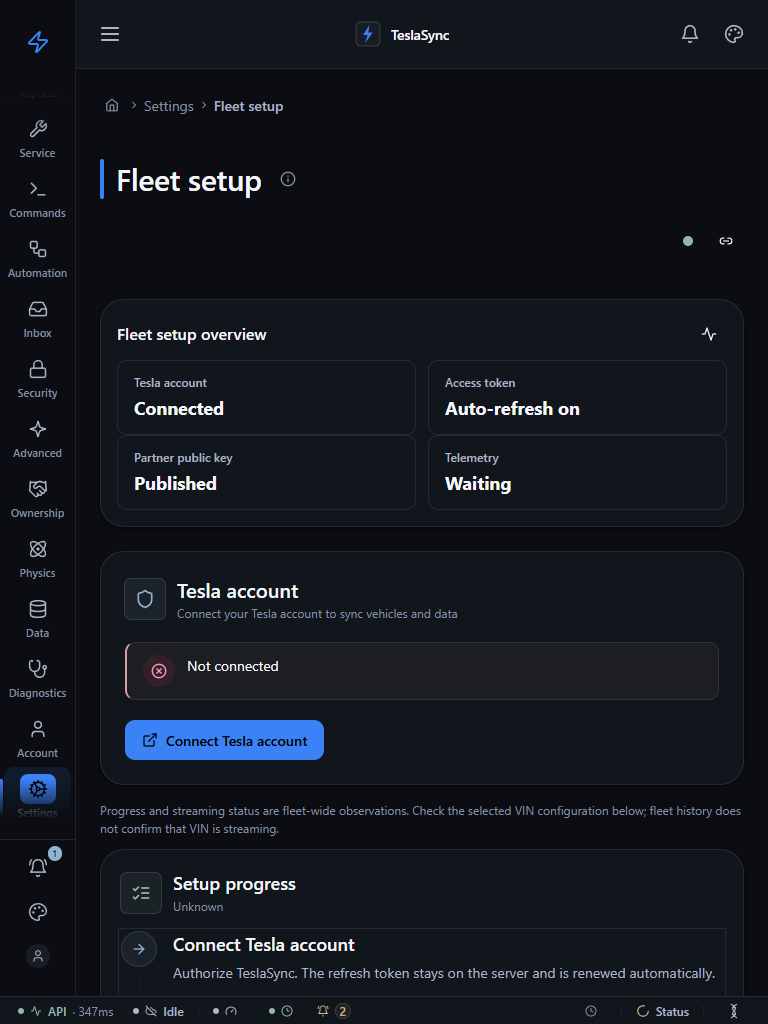 TeslaSync
Reports
Service
Commands
Automation
Inbox
Security
Advanced
Ownership
Physics
Data
Diagnostics
Account
Settings
1
Settings
Fleet setup
Fleet setup
Fleet setup overview
Tesla account
Connected
Access token
Auto-refresh on
Partner public key
Published
Telemetry
Waiting
Tesla account
Connect your Tesla account to sync vehicles and data
Not connected
Connect Tesla account
Progress and streaming status are fleet-wide observations. Check the selected VIN configuration below; fleet history does
not confirm that VIN is streaming.
Setup progress
Unknown
Connect Tesla account
Authorize TeslaSync. The refresh token stays on the server and is renewed automatically.
API · 347ms
Idle
2
Status